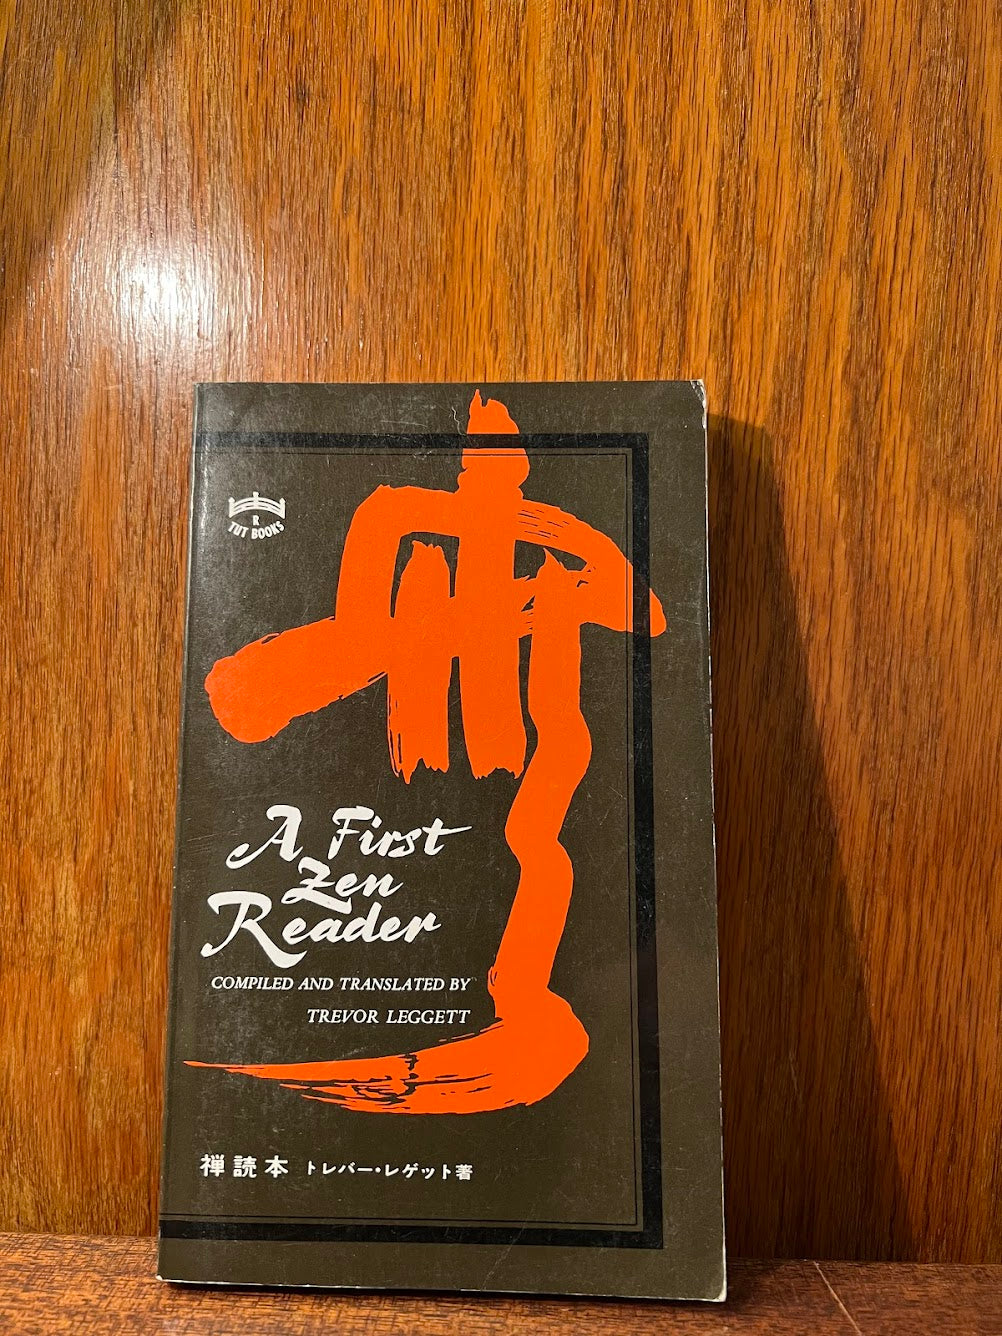 R
TUT BOOKS
A First
Zen
Reader
COMPILED AND TRANSLATED BY
TREVOR LEGGETT
禅読本 トレバー・レゲット著